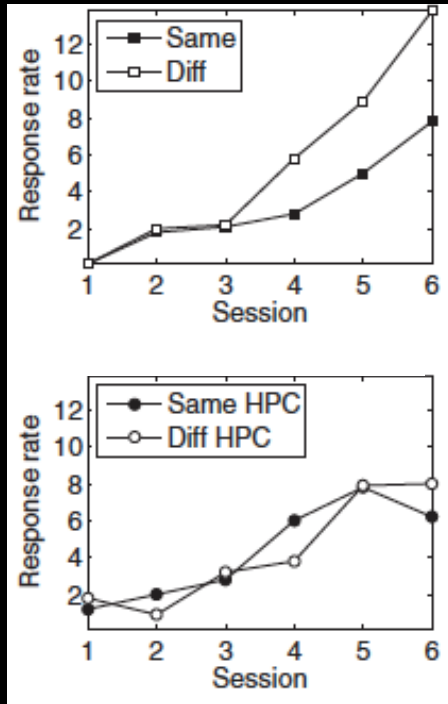 Response rate
12
10
8
6
4
2
Same
Diff
1 2 3 4 5 6
Session
Response rate
12
10
8
6
4
2
Same HPC
Diff HPC
1 2 3 4 5 6
Session